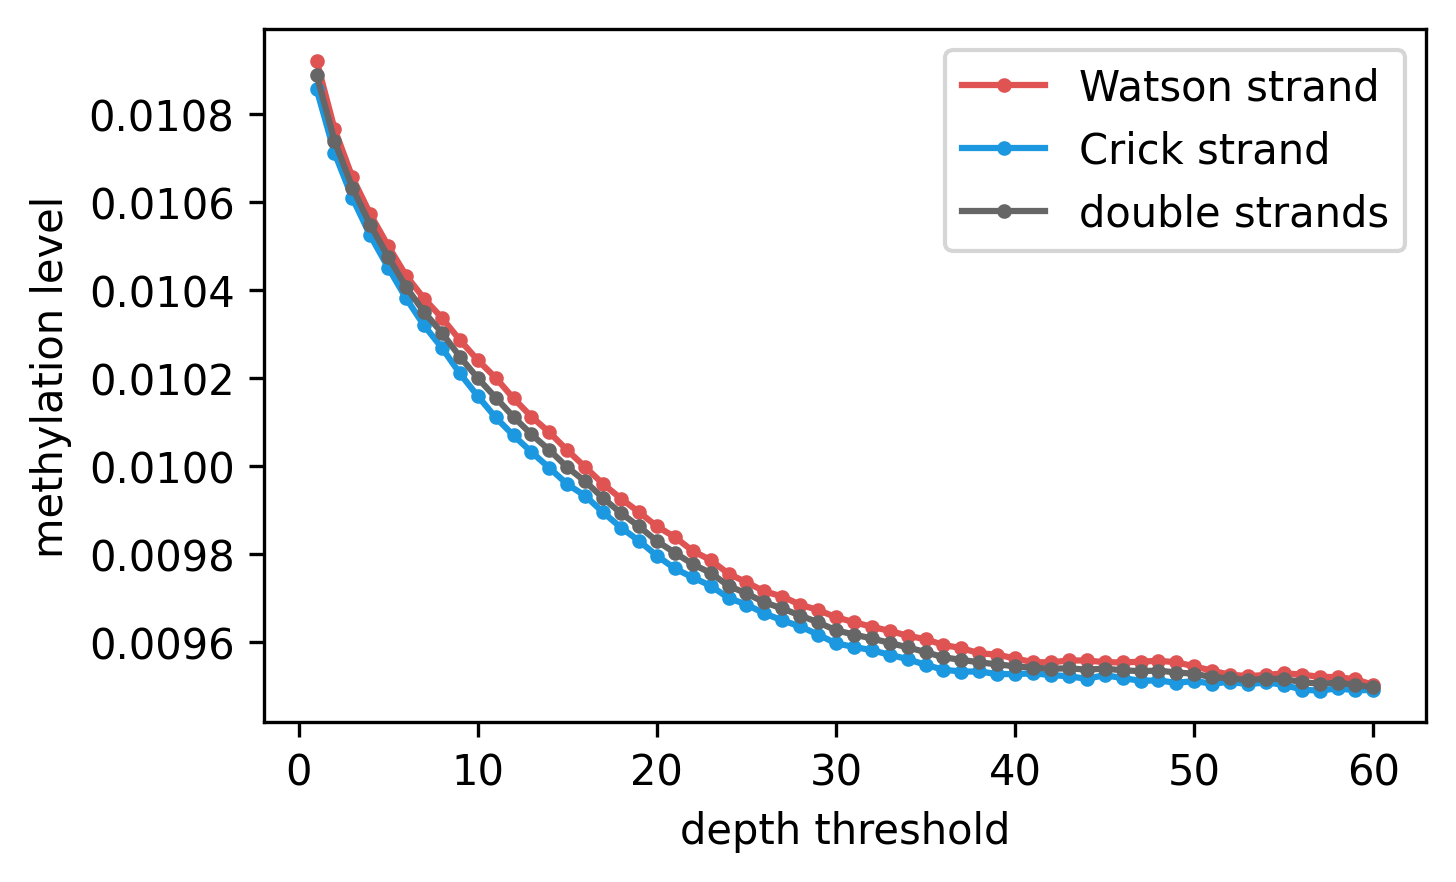 Watson strand
Crick strand
double strands
methylation level
0.0108
0.0106
0.0104
0.0102
0.0100
0.0098
0.0096
0 10 20 30 40 50 60
depth threshold